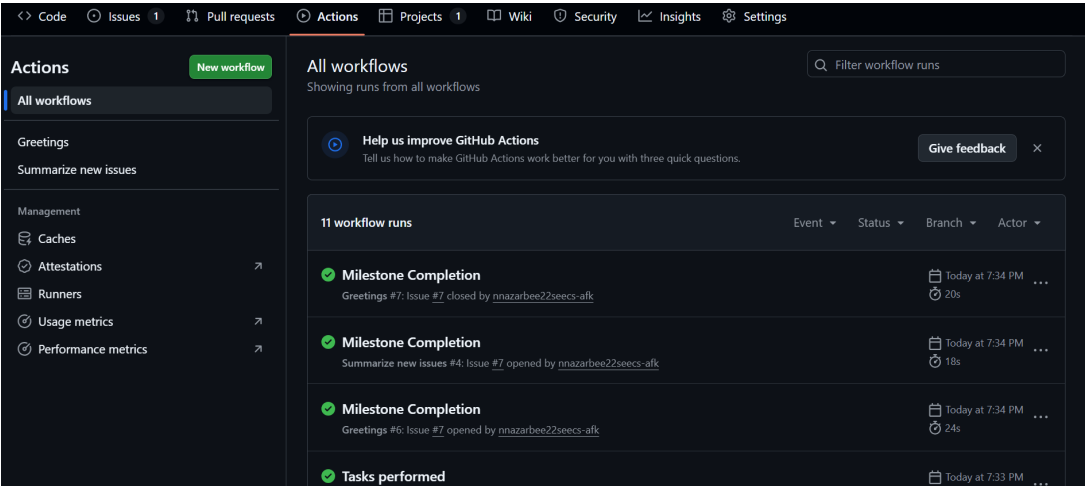 Code Issues 1 Pull requests Actions Projects 1 Wiki Security Insights Settings
Actions New workflow
All workflows
Greetings
Summarize new issues
Management
Caches
Attestations
Runners
Usage metrics
Performance metrics
All workflows
Showing runs from all workflows
Filter workflow runs
Help us improve GitHub Actions
Tell us how to make GitHub Actions work better for you with three quick questions.
Give feedback
11 workflow runs Event Status Branch Actor
Milestone Completion
Greetings #7: Issue #7 closed by nnazarbee22seecs-afk
Today at 7:34 PM
20s
Milestone Completion
Summarize new issues #4: Issue #7 opened by nnazarbee22seecs-afk
Today at 7:34 PM
18s
Milestone Completion
Greetings #6: Issue #7 opened by nnazarbee22seecs-afk
Today at 7:34 PM
24s
Tasks performed
Today at 7:33 PM